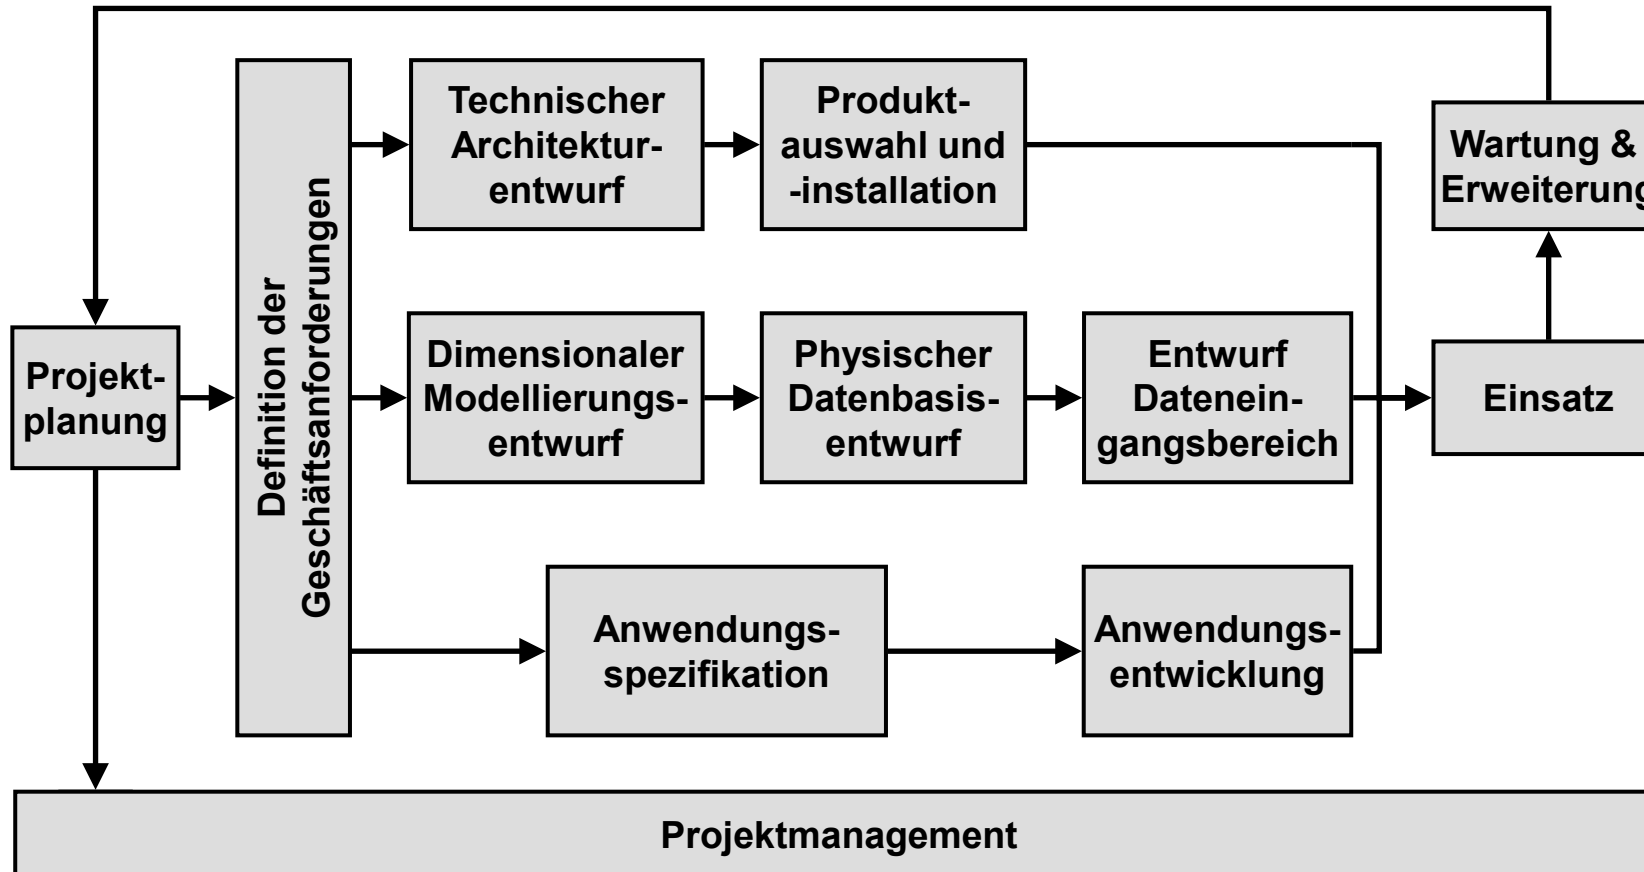 Technischer
Architektur-
entwurf
Produkt-
auswahl und
-installation
Wartung &
Erweiterung
Projekt-
planung
Definition der
Geschäftsanforderungen
Dimensionaler
Modellierungs-
entwurf
Physischer
Datenbasis-
entwurf
Entwurf
Datenein-
gangsbereich
Einsatz
Anwendungs-
spezifikation
Anwendungs-
entwicklung
Projektmanagement